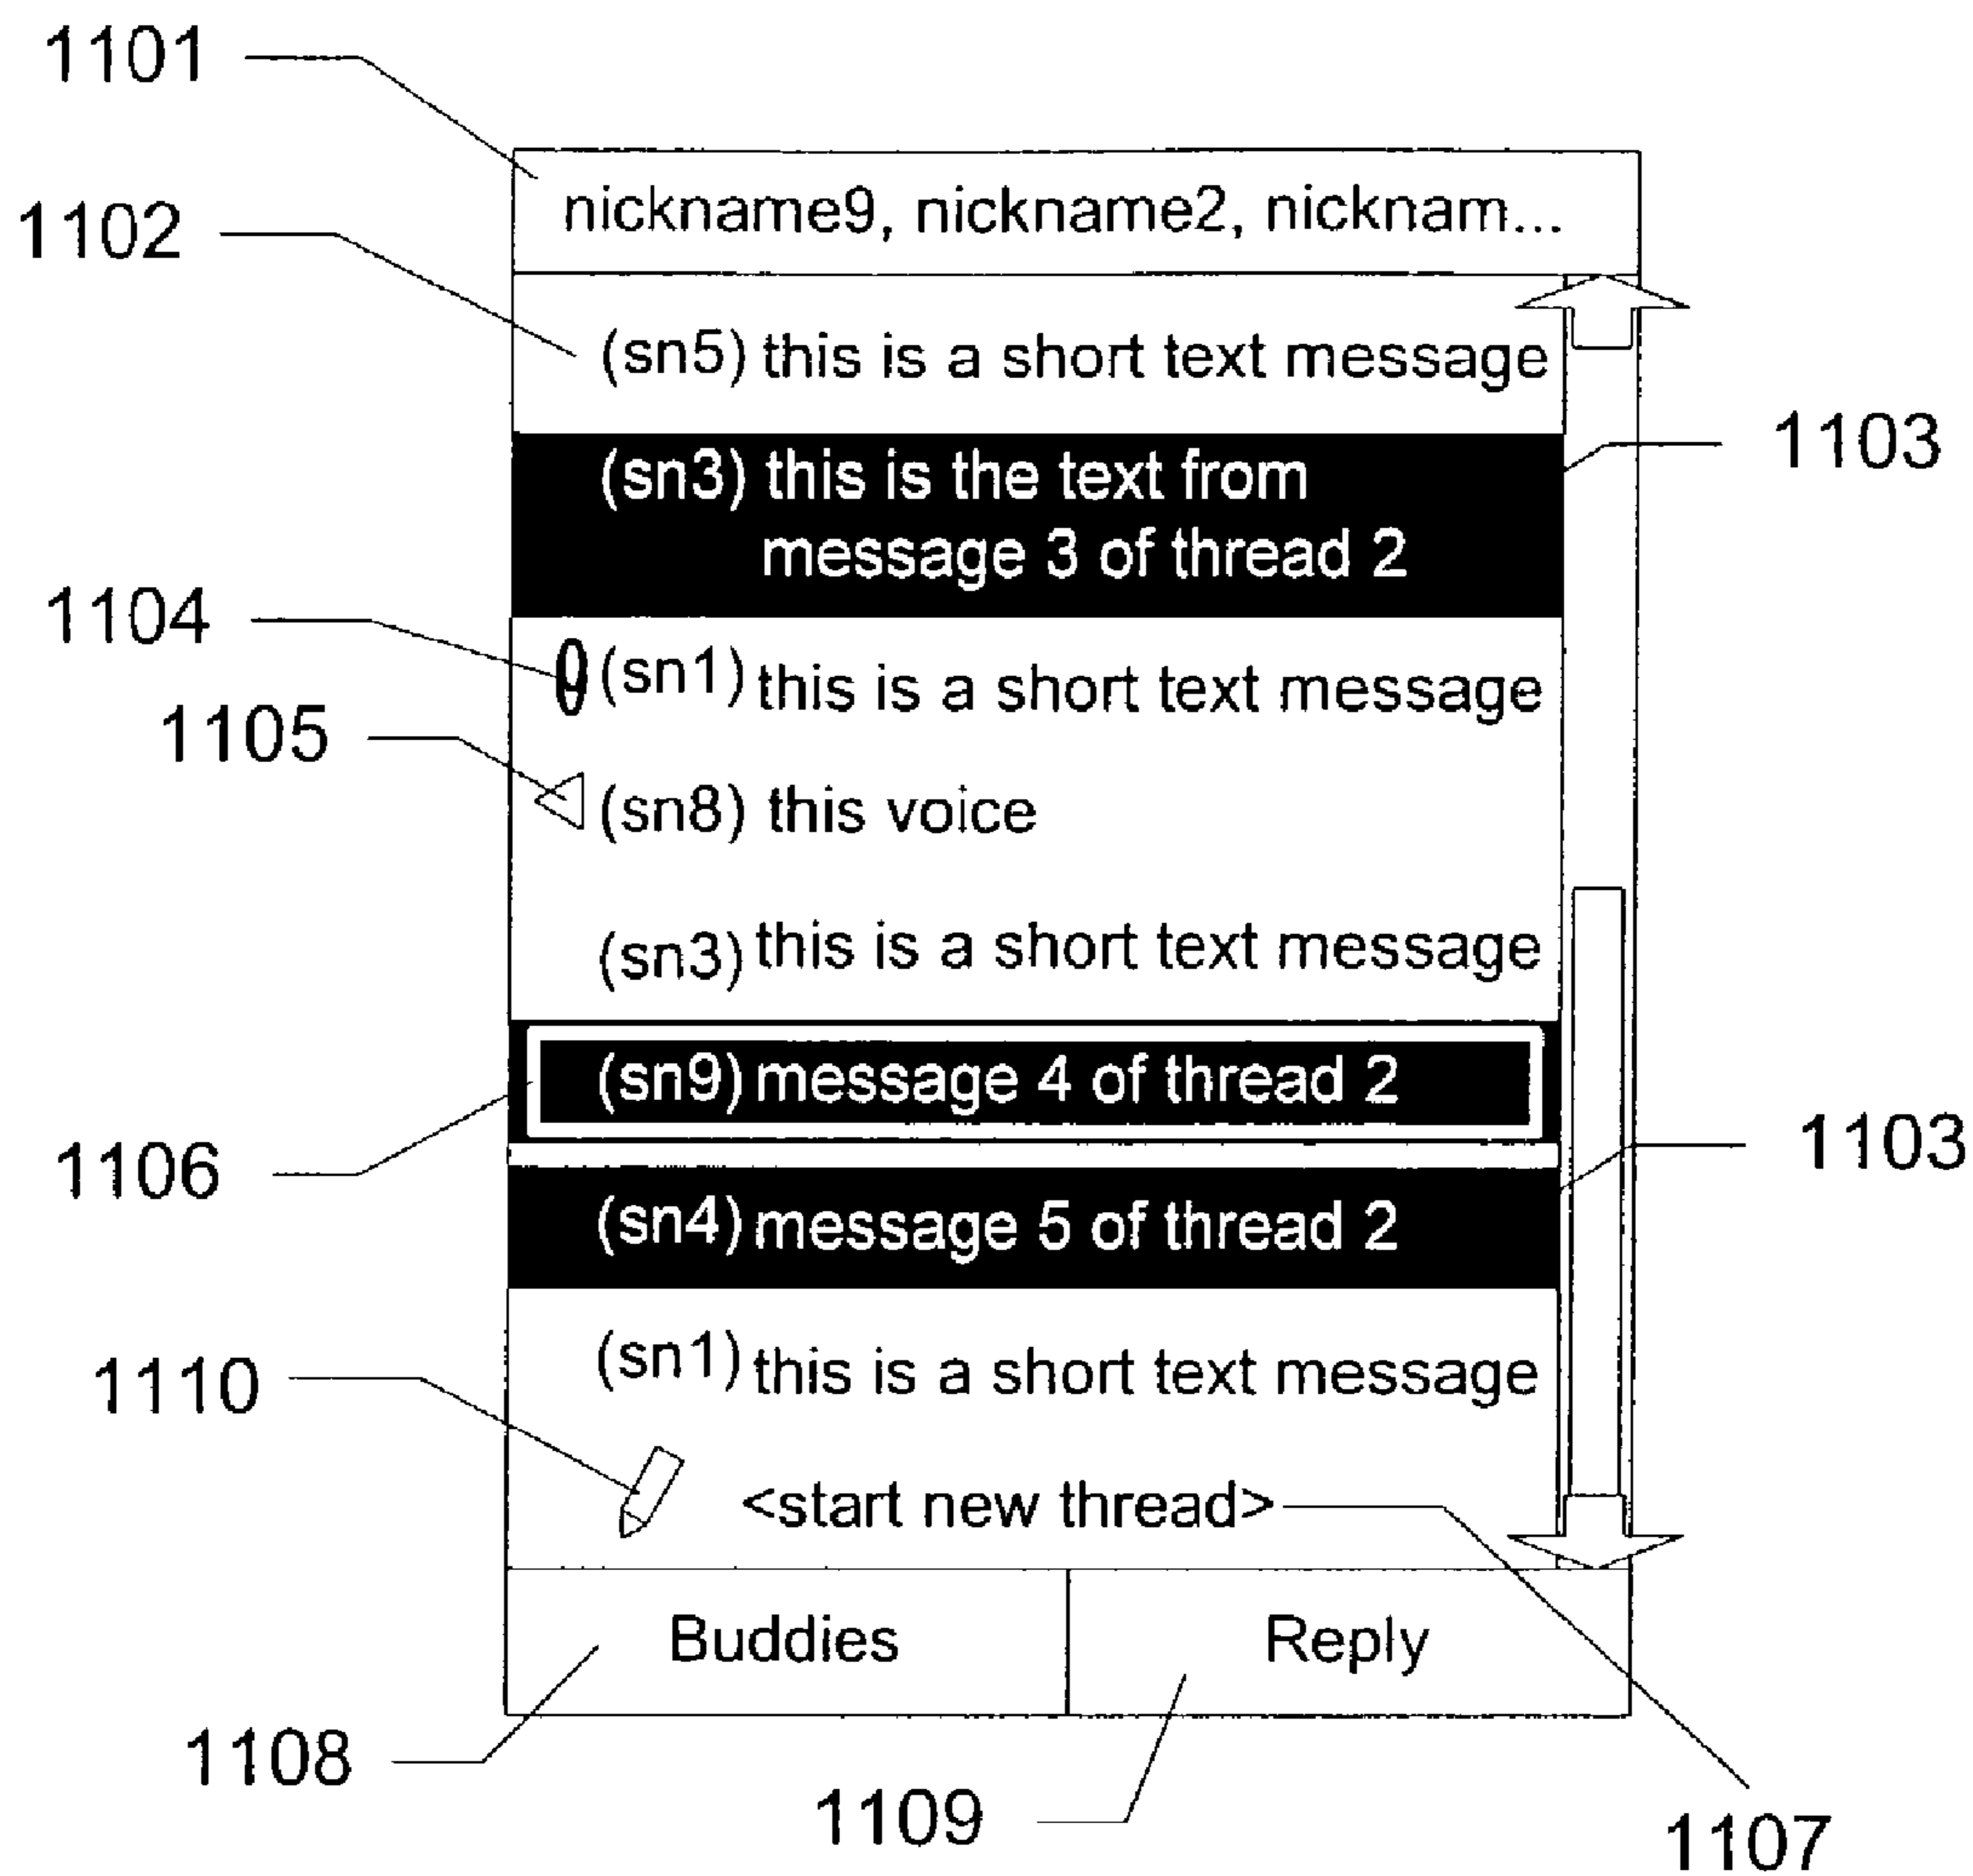 1101
nickname9, nickname2, nicknam...
1102
(sn5) this is a short text message
1103
(sn3) this is the text from
message 3 of thread 2
1104
(sn1) this is a short text message
1105
(sn8) this voice
(sn3) this is a short text message
(sn9) message 4 of thread 2
1106
1103
(sn4) message 5 of thread 2
(sn1) this is a short text message
1110
<start new thread>
Buddies
Reply
1108
1109
1107